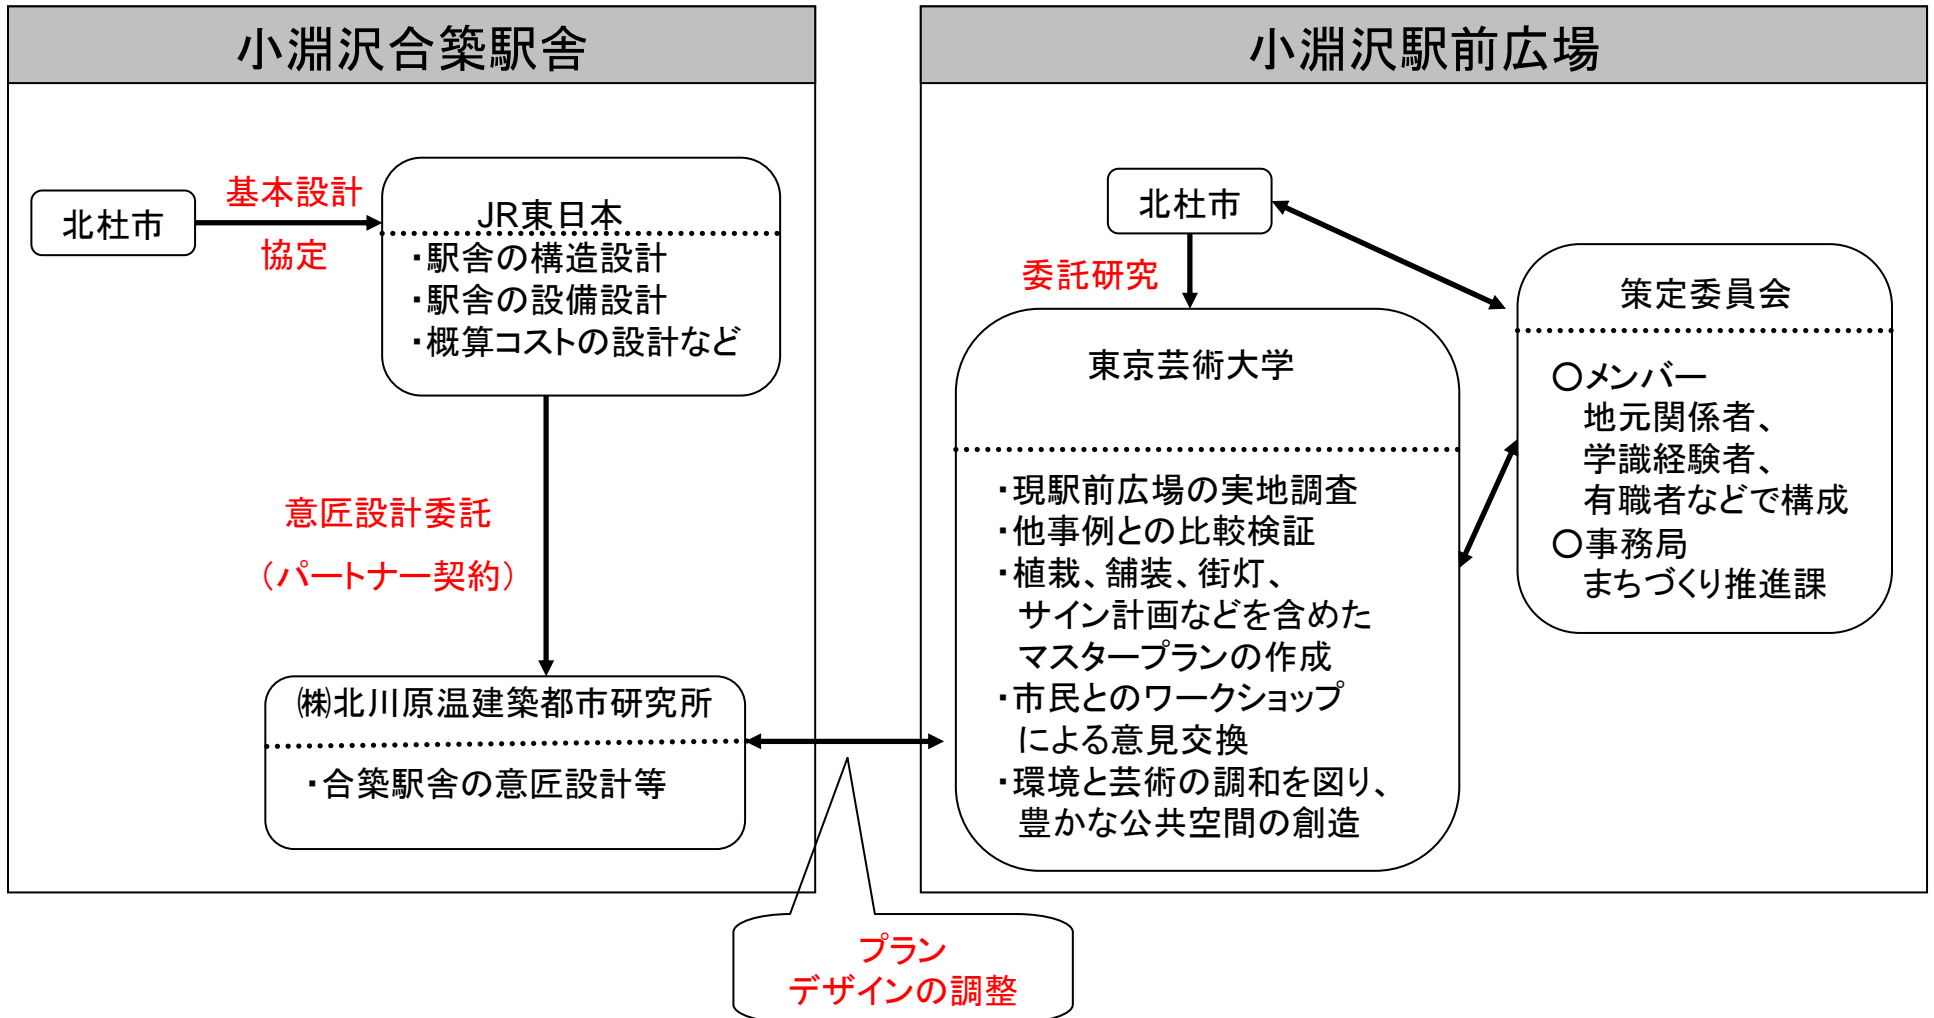 小淵沢合築駅舎
北杜市
基本設計
協定
JR東日本
・駅舎の構造設計
・駅舎の設備設計
・概算コストの設計など
意匠設計委託
（パートナー契約）
㈱北川原温建築都市研究所
・合築駅舎の意匠設計等
小淵沢駅前広場
北杜市
委託研究
東京芸術大学
・現駅前広場の実地調査
・他事例との比較検証
・植栽、舗装、街灯、
サイン計画などを含めた
マスタープランの作成
・市民とのワークショップ
による意見交換
・環境と芸術の調和を図り、
豊かな公共空間の創造
策定委員会
○メンバー
地元関係者、
学識経験者、
有職者などで構成
○事務局
まちづくり推進課
プラン
デザインの調整